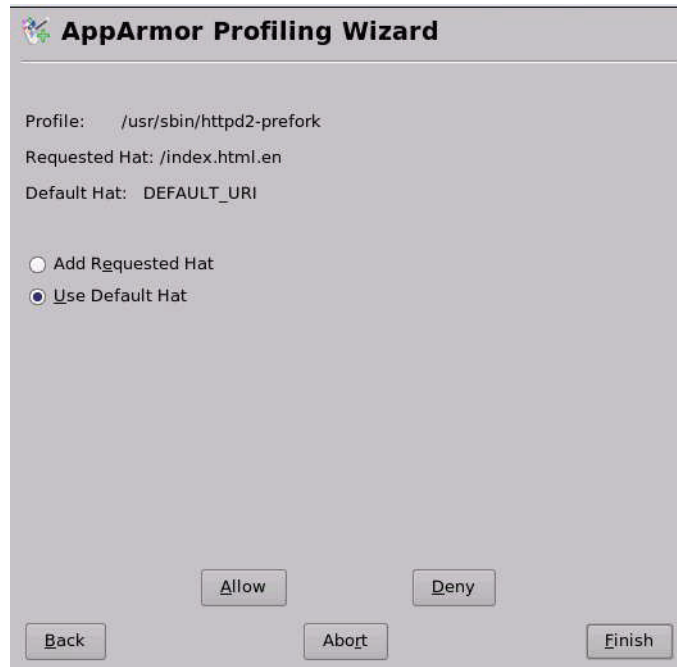 AppArmor Profiling Wizard
Profile: /usr/sbin/httpd2-prefork
Requested Hat: /index.html.en
Default Hat: DEFAULT_URI
Add Requested Hat
Use Default Hat
Allow Deny
Back Abort Finish